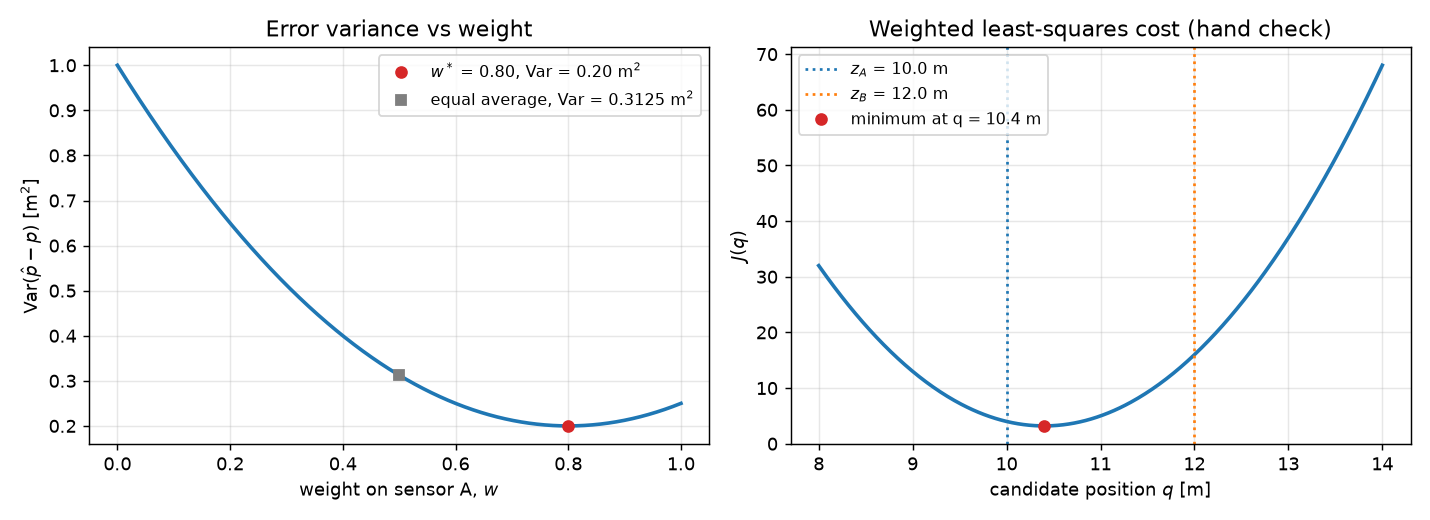 Error variance vs weight
w* = 0.80, Var = 0.20 m²
equal average, Var = 0.3125 m²
Var(p̂ − p) [m²]
1.0
0.9
0.8
0.7
0.6
0.5
0.4
0.3
0.2
0.0 0.2 0.4 0.6 0.8 1.0
weight on sensor A, w
Weighted least-squares cost (hand check)
z_A = 10.0 m
z_B = 12.0 m
minimum at q = 10.4 m
J(q)
70
60
50
40
30
20
10
0
8 9 10 11 12 13 14
candidate position q [m]